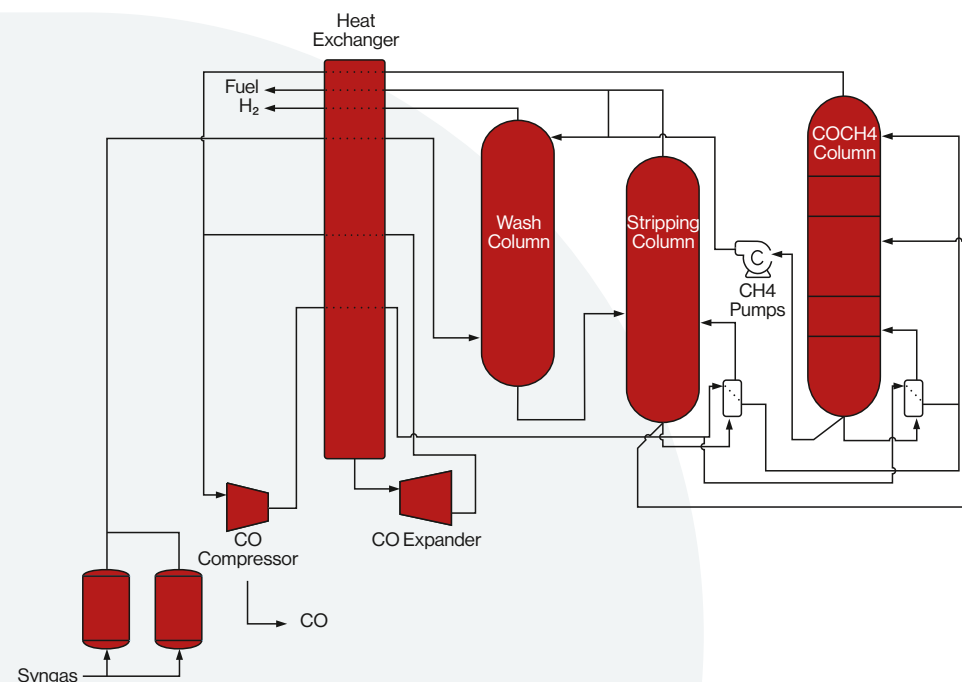 Heat
Exchanger
Fuel
H₂
COCH4
Column
Wash
Column
Stripping
Column
C
CH4
Pumps
CO
Compressor
CO Expander
CO
Syngas